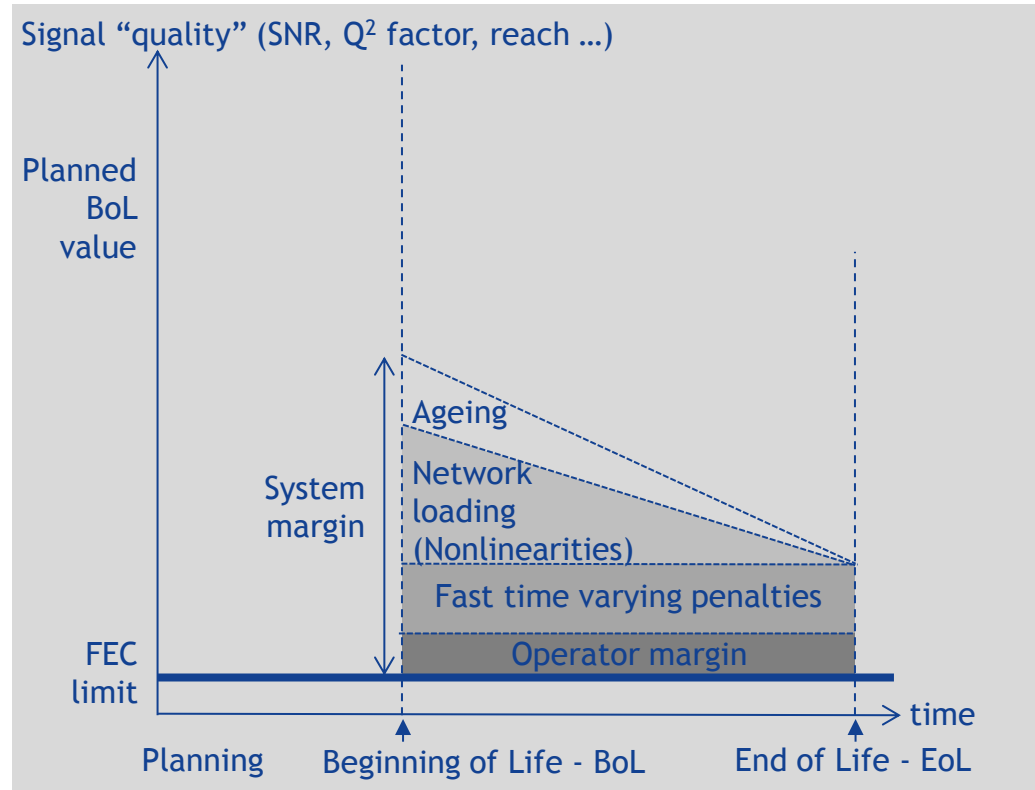 Signal “quality” (SNR, Q² factor, reach …)
Planned
BoL
value
Ageing
System
margin
Network
loading
(Nonlinearities)
Fast time varying penalties
Operator margin
FEC
limit
time
Planning
Beginning of Life - BoL
End of Life - EoL